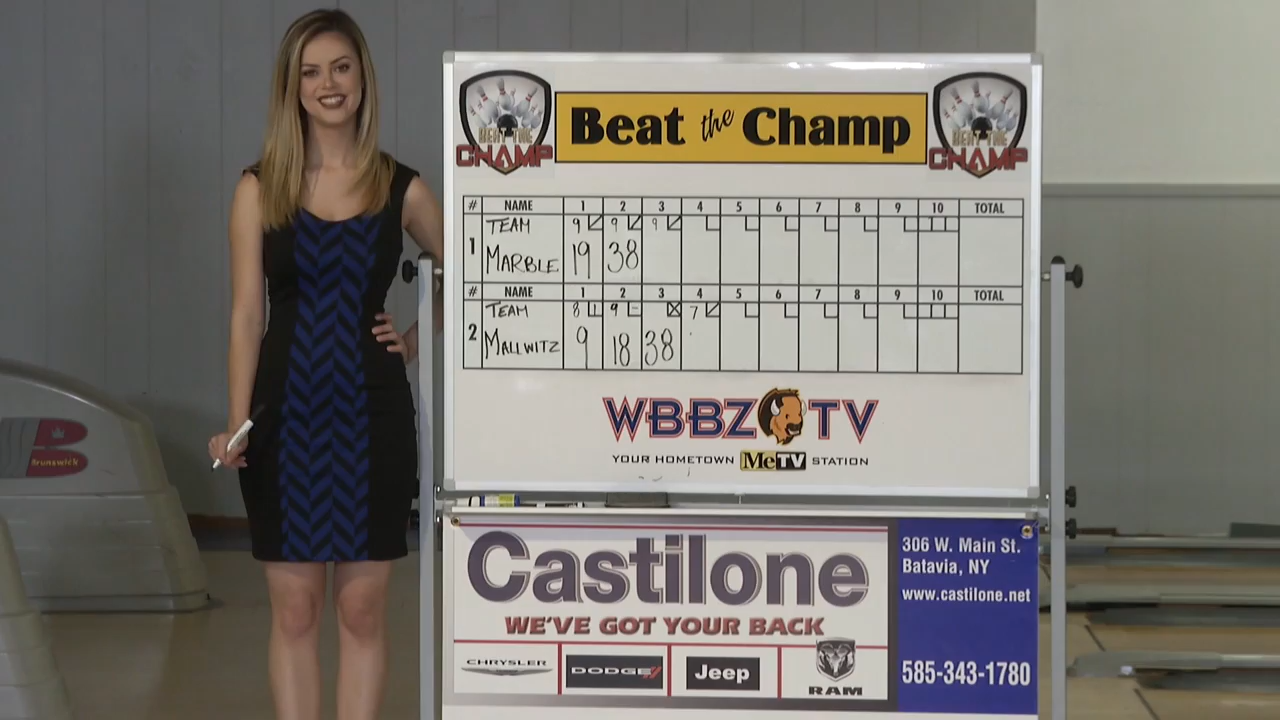 BEAT THE CHAMP
Beat the Champ
BEAT THE CHAMP
# NAME 1 2 3 4 5 6 7 8 9 10 TOTAL
1 TEAM 9 / 9 / 9 /
MARBLE 19 38
# NAME 1 2 3 4 5 6 7 8 9 10 TOTAL
2 TEAM 8 1 9 - X 7 /
MALLWITZ 9 18 38
WBBZ TV
YOUR HOMETOWN MeTV STATION
B
Brunswick
Castilone
WE'VE GOT YOUR BACK
CHRYSLER DODGE Jeep RAM
306 W. Main St.
Batavia, NY
www.castilone.net
585-343-1780